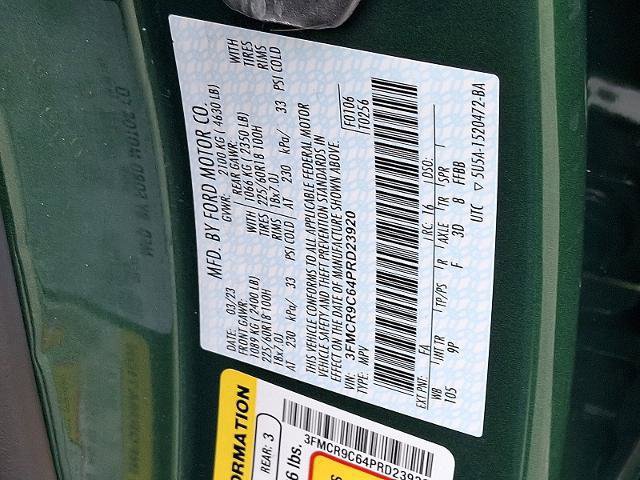 MFD. BY FORD MOTOR CO.
DATE: 03/23 GVWR: 2100 KG ( 4630 LB)
FRONT GAWR: REAR GAWR: WITH
1089 KG ( 2400 LB) WITH 1066 KG ( 2350 LB) TIRES
225/60R18 100H TIRES 225/60R18 100H RIMS
18x7.0J RIMS 18x7.0J
AT 230 kPa/ 33 PSI COLD AT 230 kPa/ 33 PSI COLD
THIS VEHICLE CONFORMS TO ALL APPLICABLE FEDERAL MOTOR
VEHICLE SAFETY AND THEFT PREVENTION STANDARDS IN
EFFECT ON THE DATE OF MANUFACTURE SHOWN ABOVE.
VIN: 3FMCR9C64PRD23920 F0106
TYPE: MPV T0256
EXT PNT: FA RC: 16 DSO:
WB INTTR TP/PS R AXLE TR SPR
105 9P F 3D 8 FFBB
UTC ▽ 5U5A-1520472-BA
ORMATION
REAR: 3
6 lbs.
3FMCR9C64PRD23920